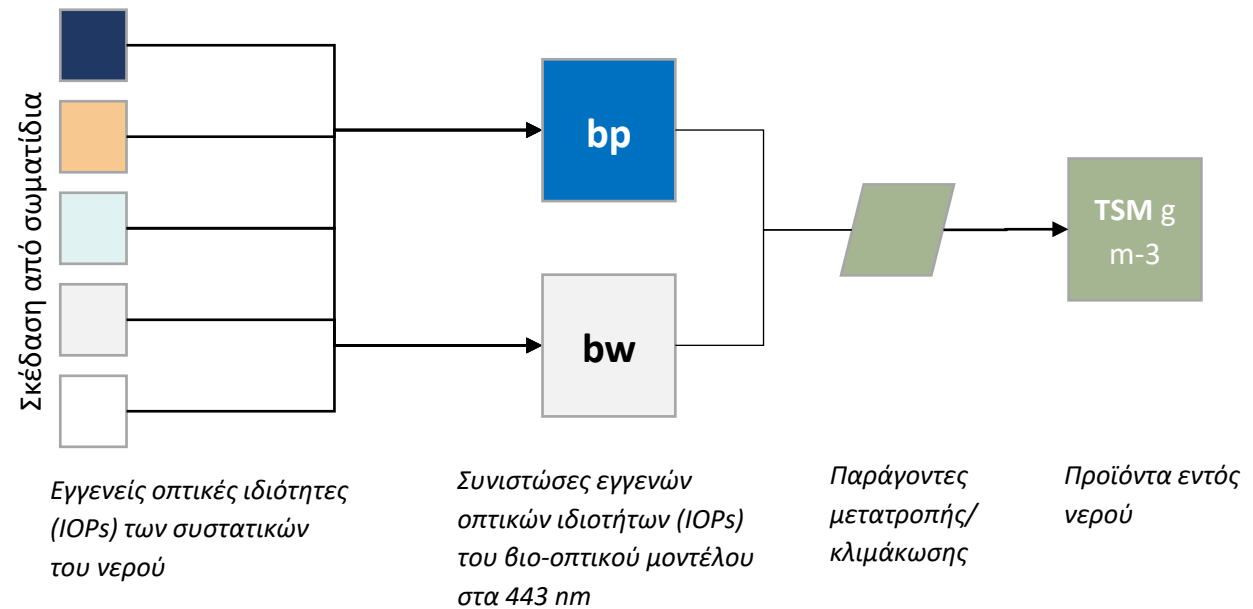 Σκέδαση από σωματίδια
bp
bw
TSM g
m-3
Εγγενείς οπτικές ιδιότητες
(IOPs) των συστατικών
του νερού
Συνιστώσες εγγενών
οπτικών ιδιοτήτων (IOPs)
του βιο-οπτικού μοντέλου
στα 443 nm
Παράγοντες
μετατροπής/
κλιμάκωσης
Προϊόντα εντός
νερού